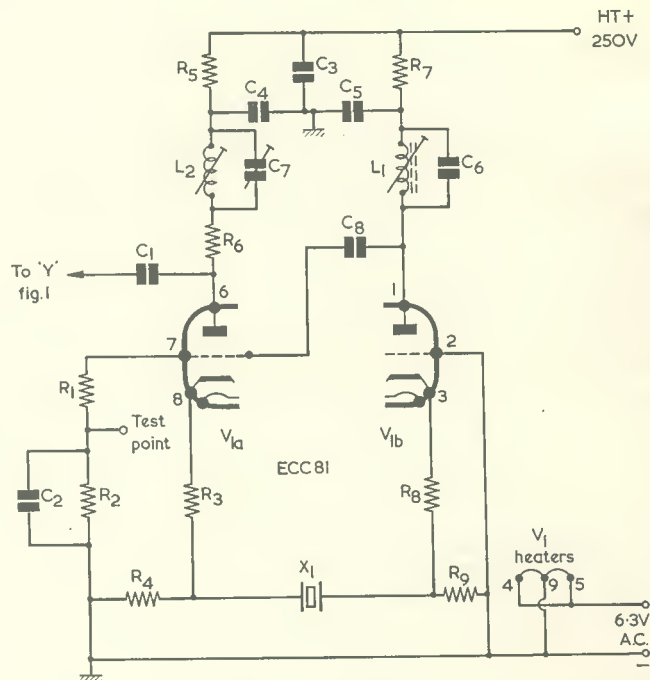 HT+
250V
R5
C3
R7
C4
C5
L2
C7
L1
C6
R6
C8
C1
To 'Y'
fig.1
6
1
7
2
8
3
R1
Test
point
V1a
V1b
ECC81
C2
R2
R3
R8
R4
X1
R9
V1
heaters
4
9
5
6·3V
A.C.
−